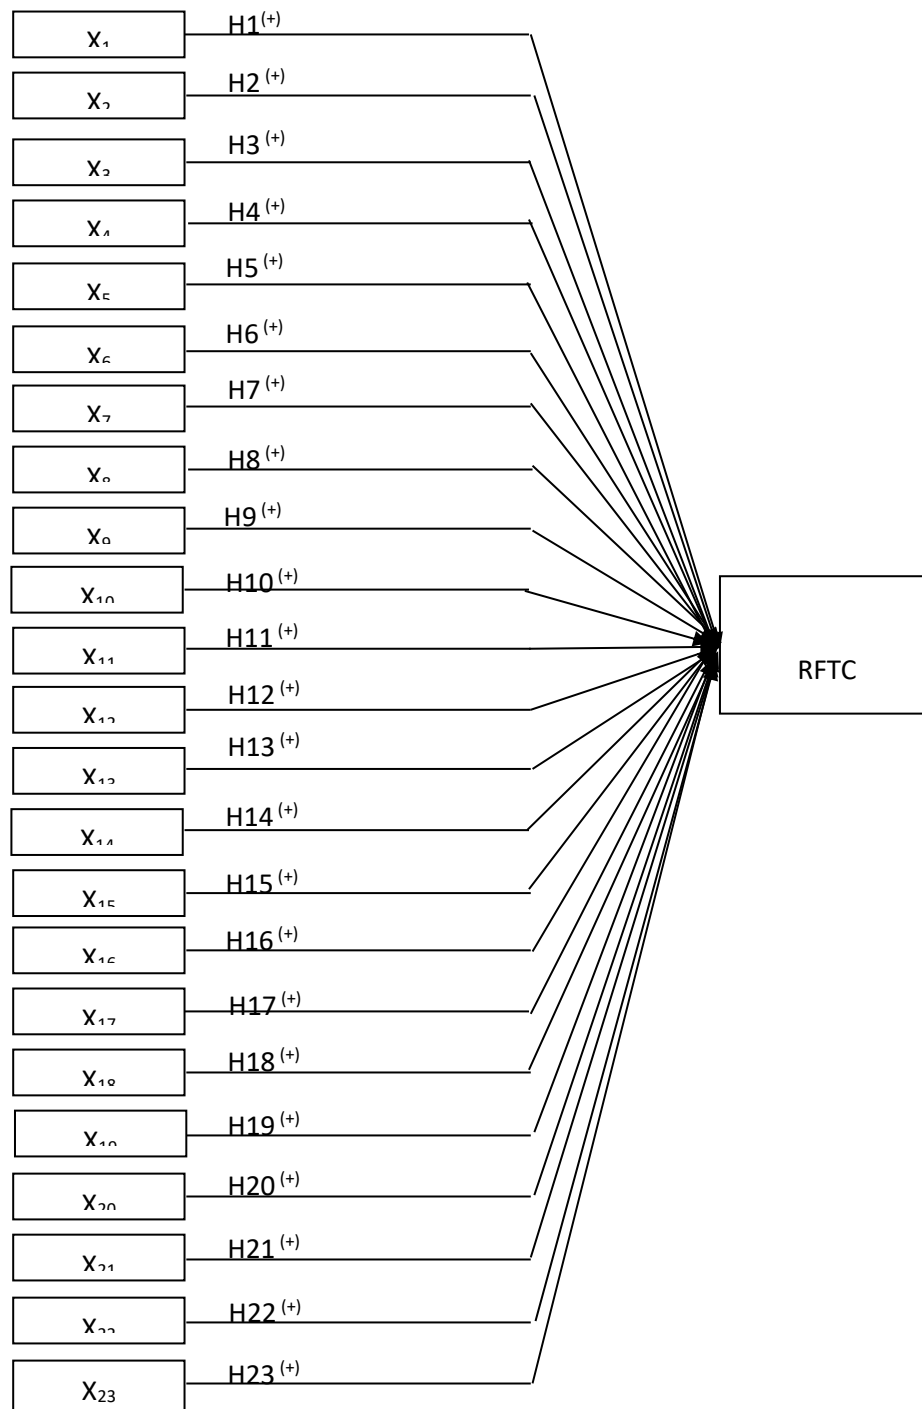 X₁ H1 (+)
X₂ H2 (+)
X₃ H3 (+)
X₄ H4 (+)
X₅ H5 (+)
X₆ H6 (+)
X₇ H7 (+)
X₈ H8 (+)
X₉ H9 (+)
X₁₀ H10 (+)
X₁₁ H11 (+)
RFTC
X₁₂ H12 (+)
X₁₃ H13 (+)
X₁₄ H14 (+)
X₁₅ H15 (+)
X₁₆ H16 (+)
X₁₇ H17 (+)
X₁₈ H18 (+)
X₁₉ H19 (+)
X₂₀ H20 (+)
X₂₁ H21 (+)
X₂₂ H22 (+)
X₂₃ H23 (+)